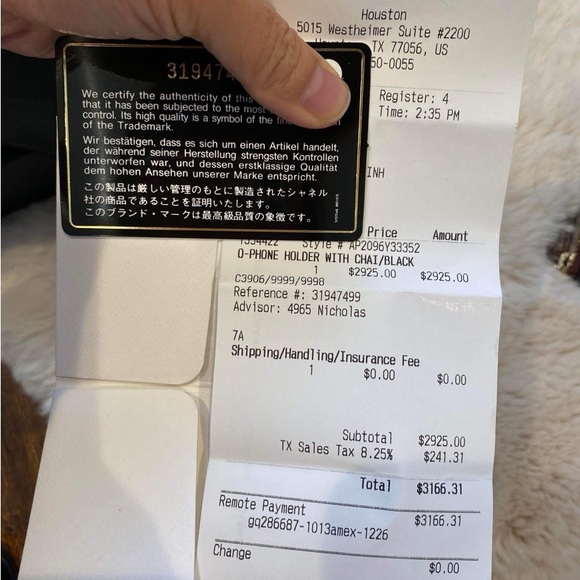 Houston
5015 Westheimer Suite #2200
TX 77056, US
50-0055
Register: 4
Time: 2:35 PM
INH
319474
We certify the authenticity of this
that it has been subjected to the most
control. Its high quality is a symbol of the
of the Trademark.
Wir bestätigen, dass es sich um einen Artikel handelt,
der während seiner Herstellung strengsten Kontrollen
unterworfen war, und dessen erstklassige Qualität
dem hohen Ansehen unserer Marke entspricht.
この製品は厳しい管理のもとに製造されたシャネル
社の商品であることを証明いたします。
このブランド・マークは最高級品質の象徴です。
Price Amount
Style # AP2096Y33352
O-PHONE HOLDER WITH CHAI/BLACK
1 $2925.00 $2925.00
C3906/9999/9998
Reference #: 31947499
Advisor: 4965 Nicholas
7A
Shipping/Handling/Insurance Fee
1 $0.00 $0.00
Subtotal $2925.00
TX Sales Tax 8.25% $241.31
Total $3166.31
Remote Payment $3166.31
gq286687-1013amex-1226
Change $0.00